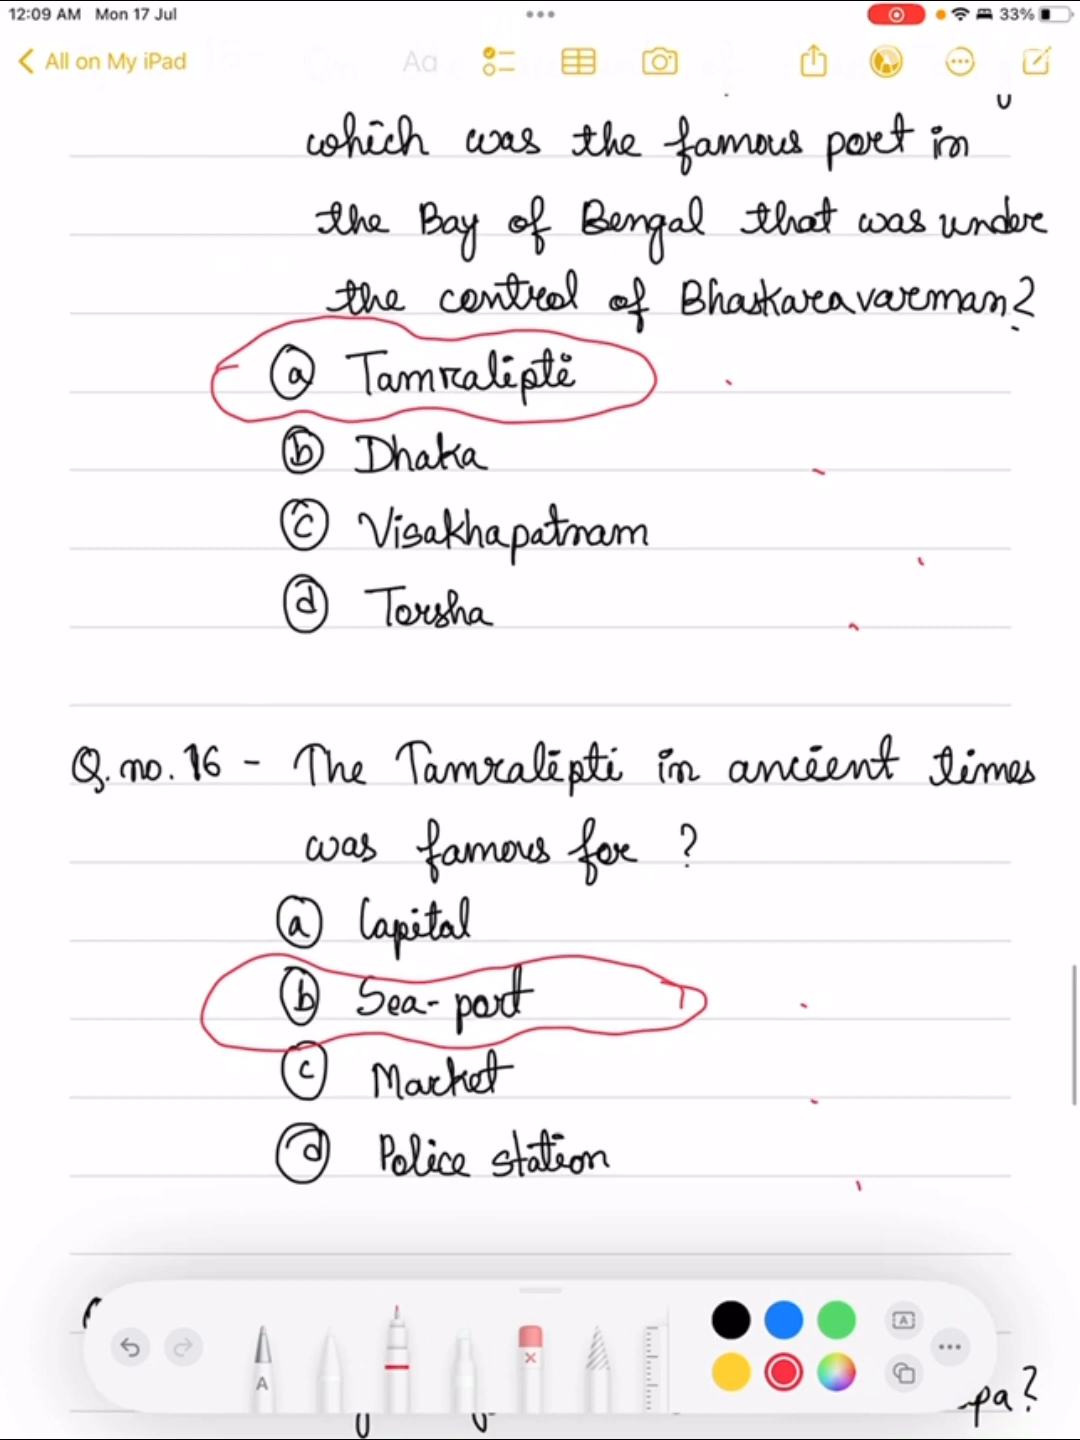 12:09 AM Mon 17 Jul
33%
All on My iPad
Aa
which was the famous port in
the Bay of Bengal that was under
the control of Bhaskaravarman?
a Tamralipti
b Dhaka
c Visakhapatnam
d Torsha
Q. no. 16 - The Tamralipti in ancient times
was famous for ?
a Capital
b Sea-port
c Market
d Police station
A
A
pa?